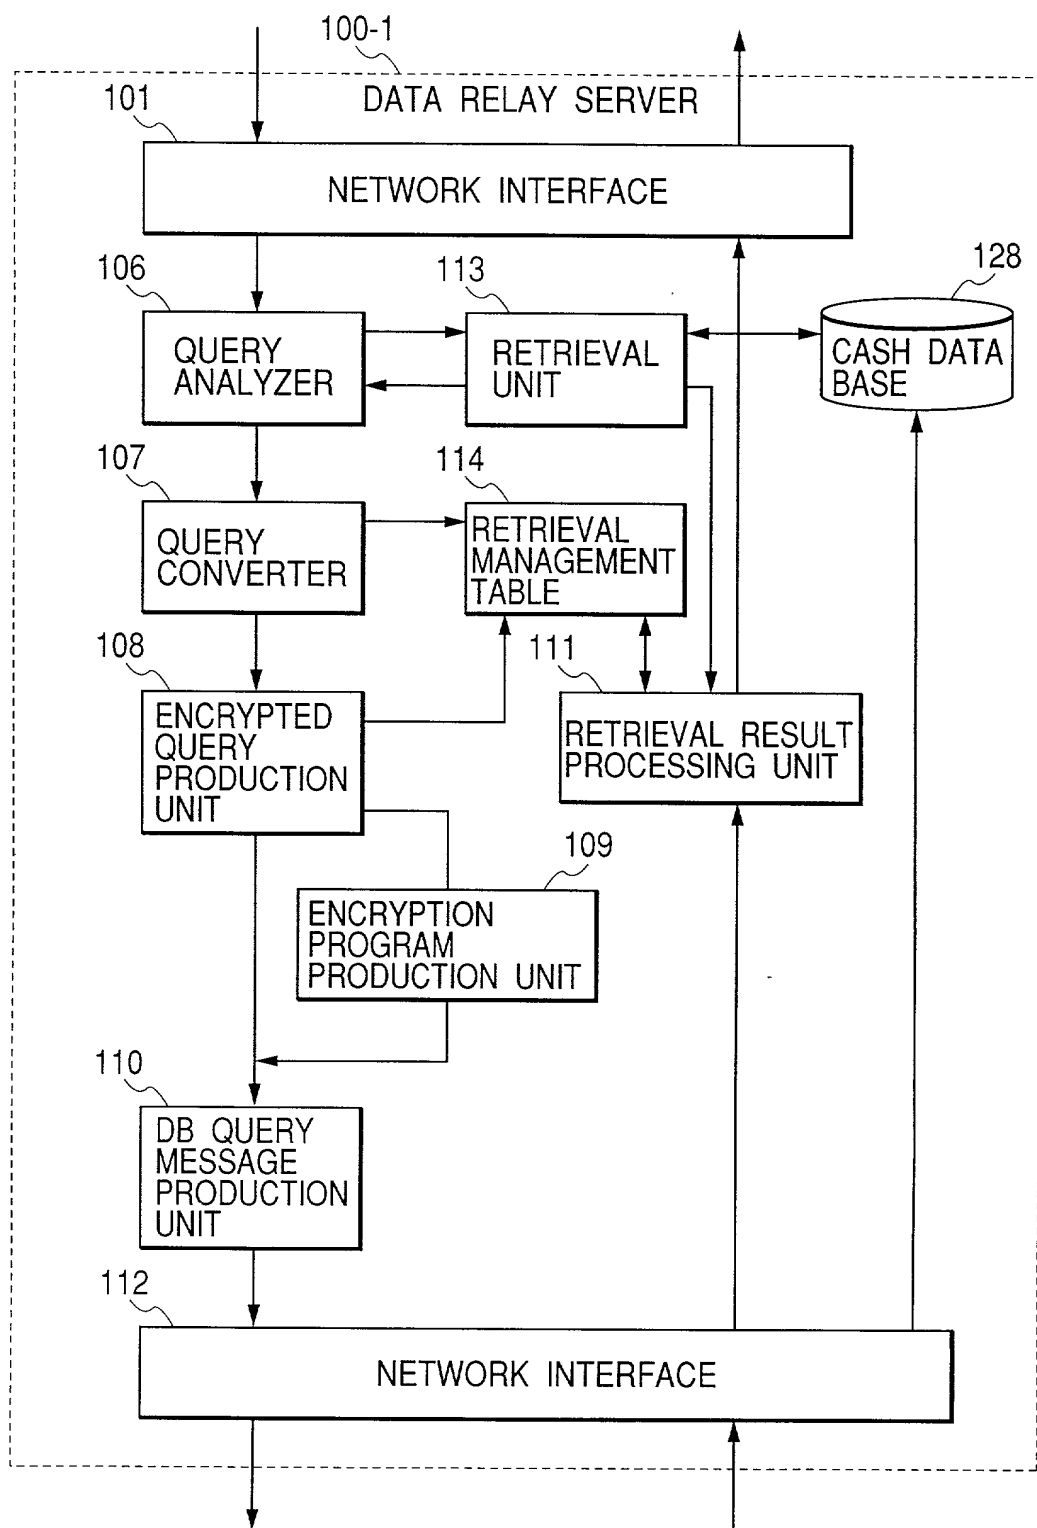 100-1
DATA RELAY SERVER
101
NETWORK INTERFACE
106
QUERY
ANALYZER
113
RETRIEVAL
UNIT
128
CASH DATA
BASE
107
QUERY
CONVERTER
114
RETRIEVAL
MANAGEMENT
TABLE
108
ENCRYPTED
QUERY
PRODUCTION
UNIT
111
RETRIEVAL RESULT
PROCESSING UNIT
109
ENCRYPTION
PROGRAM
PRODUCTION UNIT
110
DB QUERY
MESSAGE
PRODUCTION
UNIT
112
NETWORK INTERFACE